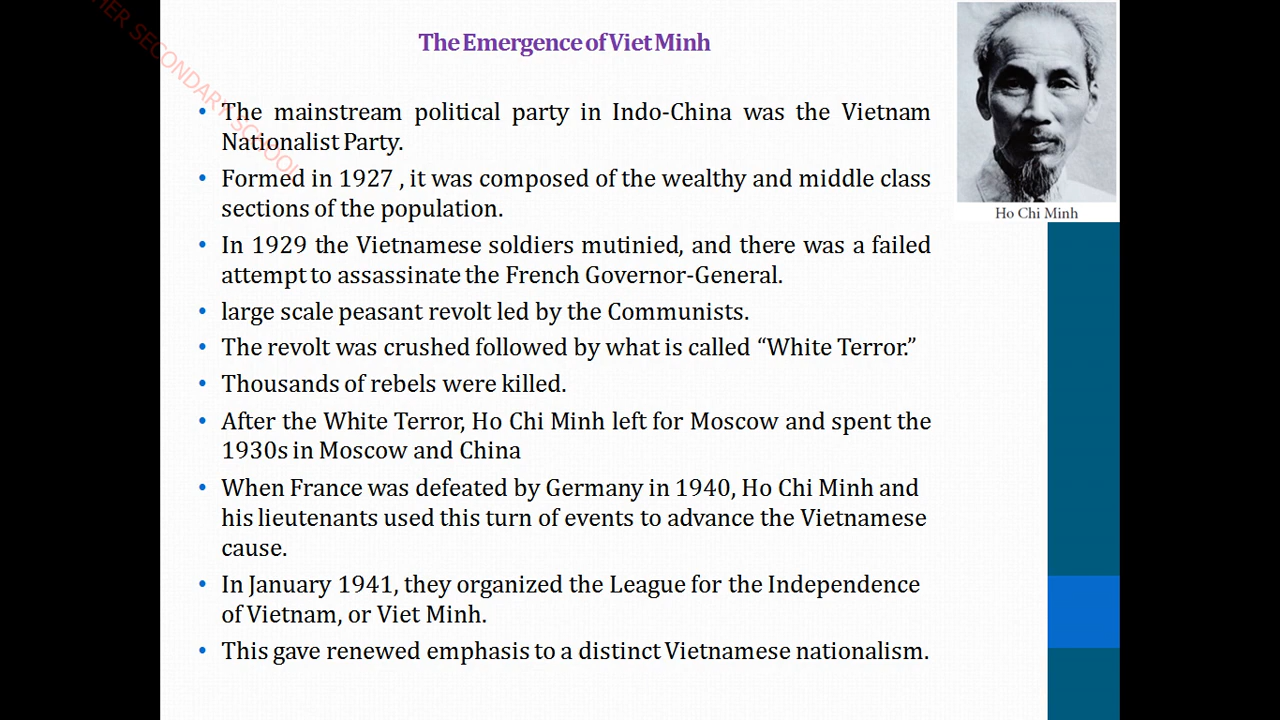 The Emergence of Viet Minh
HER SECONDARY SCHOOL
The mainstream political party in Indo-China was the Vietnam
Nationalist Party.
Formed in 1927 , it was composed of the wealthy and middle class
sections of the population.
In 1929 the Vietnamese soldiers mutinied, and there was a failed
attempt to assassinate the French Governor-General.
large scale peasant revolt led by the Communists.
The revolt was crushed followed by what is called “White Terror.”
Thousands of rebels were killed.
After the White Terror, Ho Chi Minh left for Moscow and spent the
1930s in Moscow and China
When France was defeated by Germany in 1940, Ho Chi Minh and
his lieutenants used this turn of events to advance the Vietnamese
cause.
In January 1941, they organized the League for the Independence
of Vietnam, or Viet Minh.
This gave renewed emphasis to a distinct Vietnamese nationalism.
Ho Chi Minh